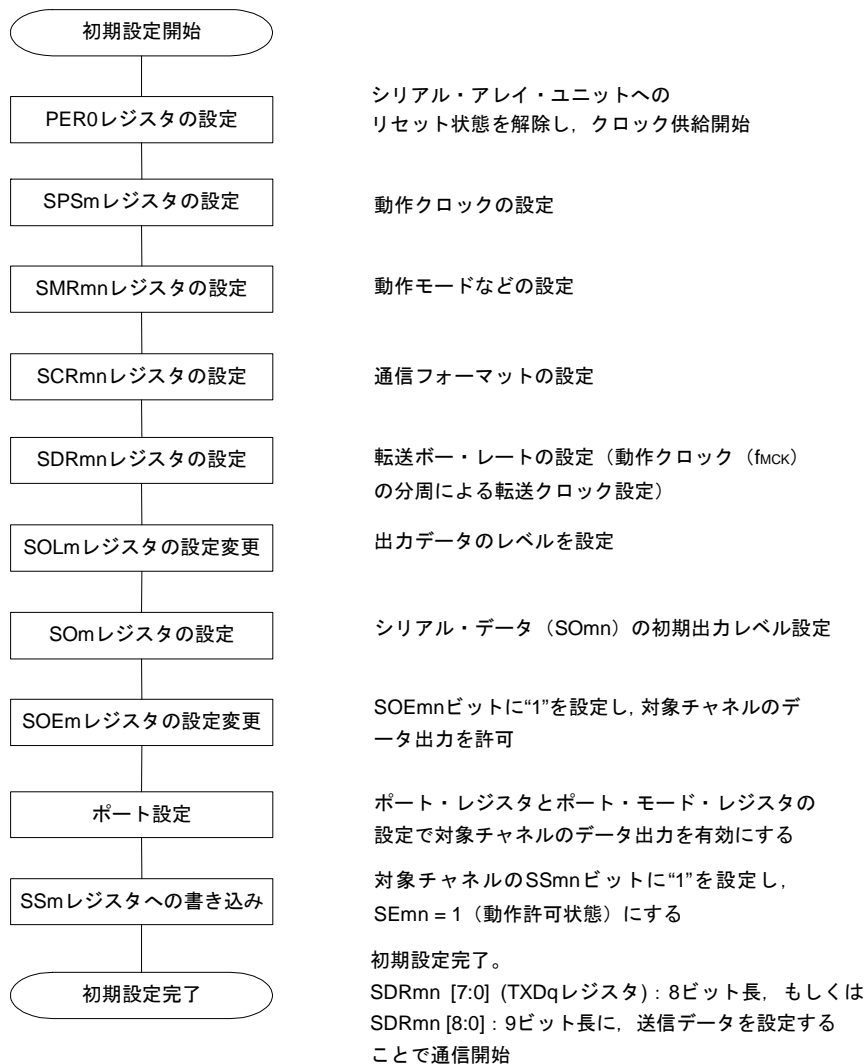 初期設定開始
PER0レジスタの設定
シリアル・アレイ・ユニットへの
リセット状態を解除し，クロック供給開始
SPSmレジスタの設定
動作クロックの設定
SMRmnレジスタの設定
動作モードなどの設定
SCRmnレジスタの設定
通信フォーマットの設定
SDRmnレジスタの設定
転送ボー・レートの設定（動作クロック（fMCK）
の分周による転送クロック設定）
SOLmレジスタの設定変更
出力データのレベルを設定
SOmレジスタの設定
シリアル・データ（SOmn）の初期出力レベル設定
SOEmレジスタの設定変更
SOEmnビットに“1”を設定し, 対象チャネルのデ
ータ出力を許可
ポート設定
ポート・レジスタとポート・モード・レジスタの
設定で対象チャネルのデータ出力を有効にする
SSmレジスタへの書き込み
対象チャネルのSSmnビットに“1”を設定し,
SEmn = 1（動作許可状態）にする
初期設定完了
初期設定完了。
SDRmn [7:0] (TXDqレジスタ)：8ビット長，もしくは
SDRmn [8:0]：9ビット長に，送信データを設定する
ことで通信開始